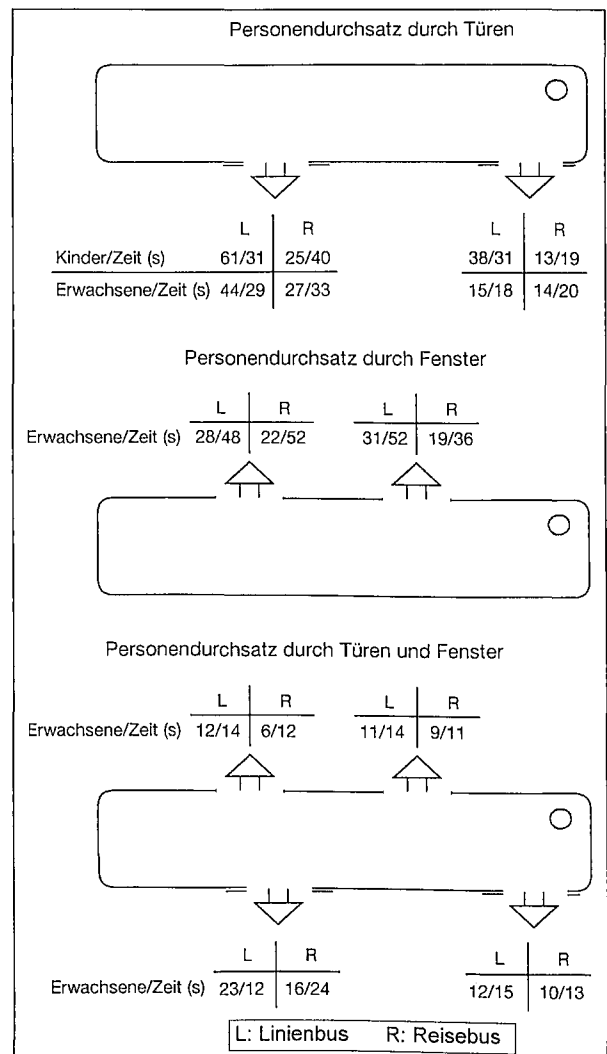 Personendurchsatz durch Türen
L R L R
Kinder/Zeit (s) 61/31 25/40 38/31 13/19
Erwachsene/Zeit (s) 44/29 27/33 15/18 14/20
Personendurchsatz durch Fenster
L R L R
Erwachsene/Zeit (s) 28/48 22/52 31/52 19/36
Personendurchsatz durch Türen und Fenster
L R L R
Erwachsene/Zeit (s) 12/14 6/12 11/14 9/11
L R L R
Erwachsene/Zeit (s) 23/12 16/24 12/15 10/13
L: Linienbus R: Reisebus